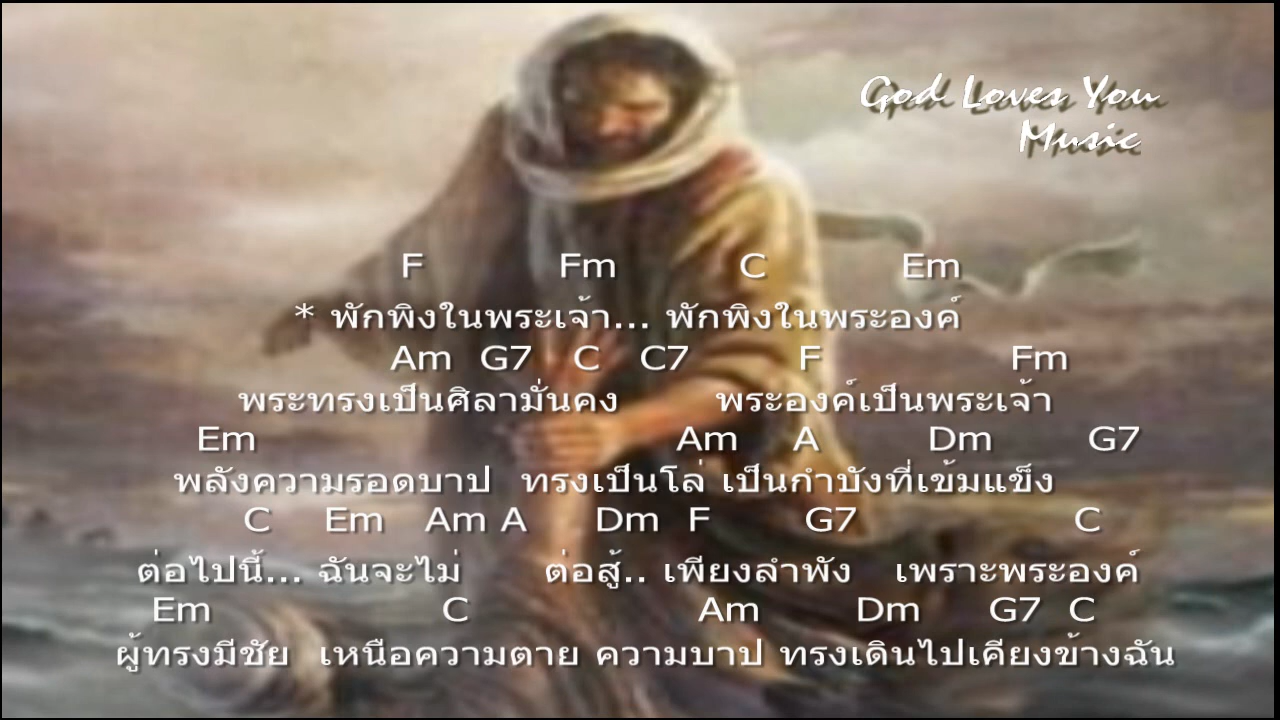 God Loves You
Music
F Fm C Em
* พักพิงในพระเจ้า... พักพิงในพระองค์
Am G7 C C7 F Fm
พระทรงเป็นศิลามั่นคง พระองค์เป็นพระเจ้า
Em Am A Dm G7
พลังความรอดบาป ทรงเป็นโล่ เป็นกำบังที่เข้มแข็ง
C Em Am A Dm F G7 C
ต่อไปนี้... ฉันจะไม่ ต่อสู้.. เพียงลำพัง เพราะพระองค์
Em C Am Dm G7 C
ผู้ทรงมีชัย เหนือความตาย ความบาป ทรงเดินไปเคียงข้างฉัน